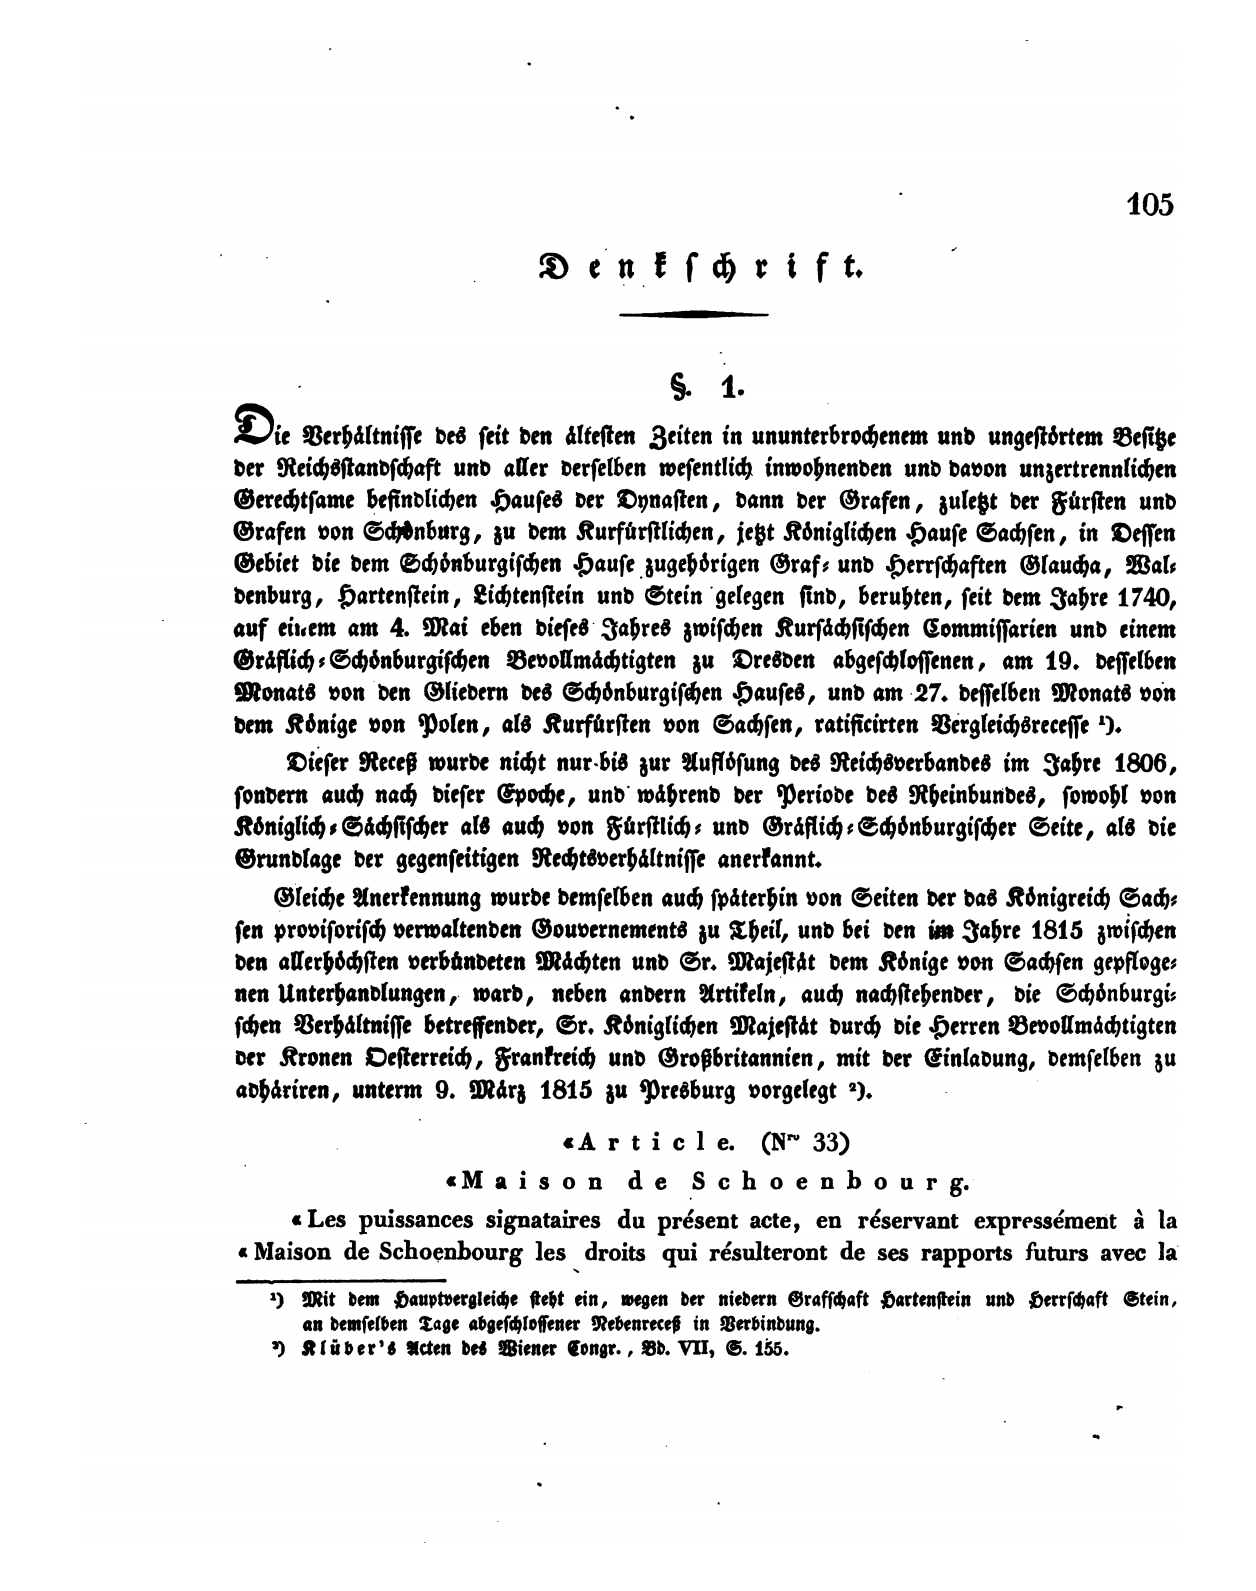 105
Denkschrift.
§. 1.
Die Verhältnisse des seit den ältesten Zeiten in ununterbrochenem und ungestörtem Besitze
der Reichsstandschaft und aller derselben wesentlich inwohnenden und davon unzertrennlichen
Gerechtsame befindlichen Hauses der Dynasten, dann der Grafen, zuletzt der Fürsten und
Grafen von Schönburg, zu dem Kurfürstlichen, jetzt Königlichen Hause Sachsen, in Dessen
Gebiet die dem Schönburgischen Hause zugehörigen Graf- und Herrschaften Glaucha, Wal-
denburg, Hartenstein, Lichtenstein und Stein gelegen sind, beruhten, seit dem Jahre 1740,
auf einem am 4. Mai eben dieses Jahres zwischen Kursächsischen Commissarien und einem
Gräflich-Schönburgischen Bevollmächtigten zu Dresden abgeschlossenen, am 19. desselben
Monats von den Gliedern des Schönburgischen Hauses, und am 27. desselben Monats von
dem Könige von Polen, als Kurfürsten von Sachsen, ratificirten Vergleichsrecesse ¹).
Dieser Receß wurde nicht nur bis zur Auflösung des Reichsverbandes im Jahre 1806,
sondern auch nach dieser Epoche, und während der Periode des Rheinbundes, sowohl von
Königlich-Sächsischer als auch von Fürstlich- und Gräflich-Schönburgischer Seite, als die
Grundlage der gegenseitigen Rechtsverhältnisse anerkannt.
Gleiche Anerkennung wurde demselben auch späterhin von Seiten der das Königreich Sach-
sen provisorisch verwaltenden Gouvernements zu Theil, und bei den im Jahre 1815 zwischen
den allerhöchsten verbündeten Mächten und Sr. Majestät dem Könige von Sachsen gepfloge-
nen Unterhandlungen, ward, neben andern Artikeln, auch nachstehender, die Schönburgi-
schen Verhältnisse betreffender, Sr. Königlichen Majestät durch die Herren Bevollmächtigten
der Kronen Oesterreich, Frankreich und Großbritannien, mit der Einladung, demselben zu
adhäriren, unterm 9. März 1815 zu Presburg vorgelegt ²).
«Article. (Nro 33)
«Maison de Schoenbourg.
«Les puissances signataires du présent acte, en réservant expressément à la
«Maison de Schoenbourg les droits qui résulteront de ses rapports futurs avec la
¹) Mit dem Hauptvergleiche steht ein, wegen der niedern Grafschaft Hartenstein und Herrschaft Stein,
an demselben Tage abgeschlossener Nebenreceß in Verbindung.
²) Klüber's Acten des Wiener Congr., Bd. VII, S. 155.